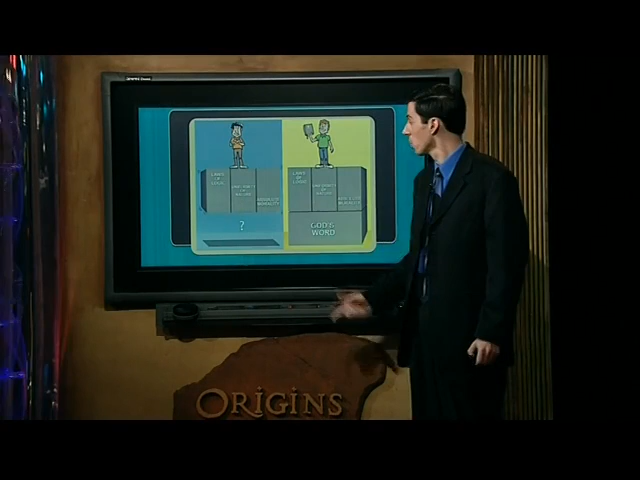 LAWS
OF
LOGIC
UNIFORMITY
OF
NATURE
ABSOLUTE
MORALITY
?
LAWS
OF
LOGIC
UNIFORMITY
OF
NATURE
ABSOLUTE
MORALITY
GOD'S
WORD
ORIGINS